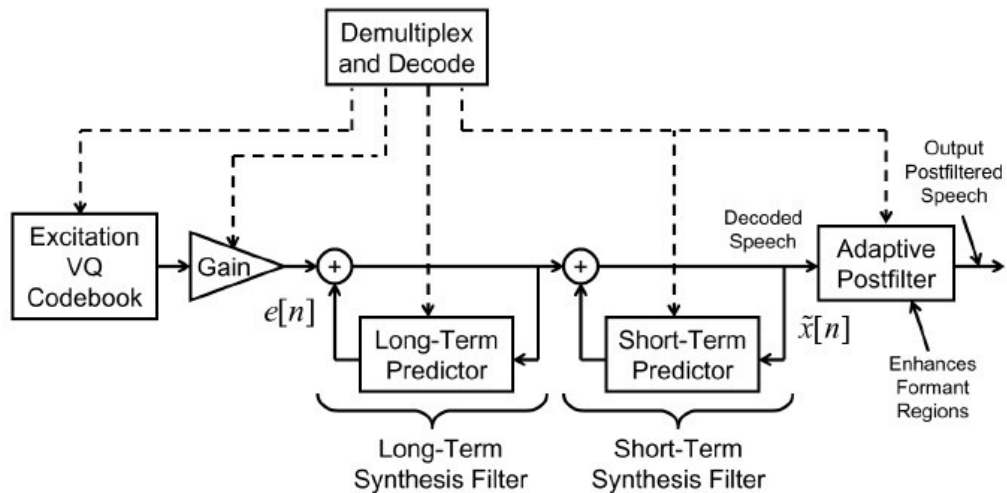 Demultiplex
and Decode
Excitation
VQ
Codebook
Gain
+
e[n]
Long-Term
Predictor
Long-Term
Synthesis Filter
+
Short-Term
Predictor
Short-Term
Synthesis Filter
Decoded
Speech
x̃[n]
Adaptive
Postfilter
Output
Postfiltered
Speech
Enhances
Formant
Regions